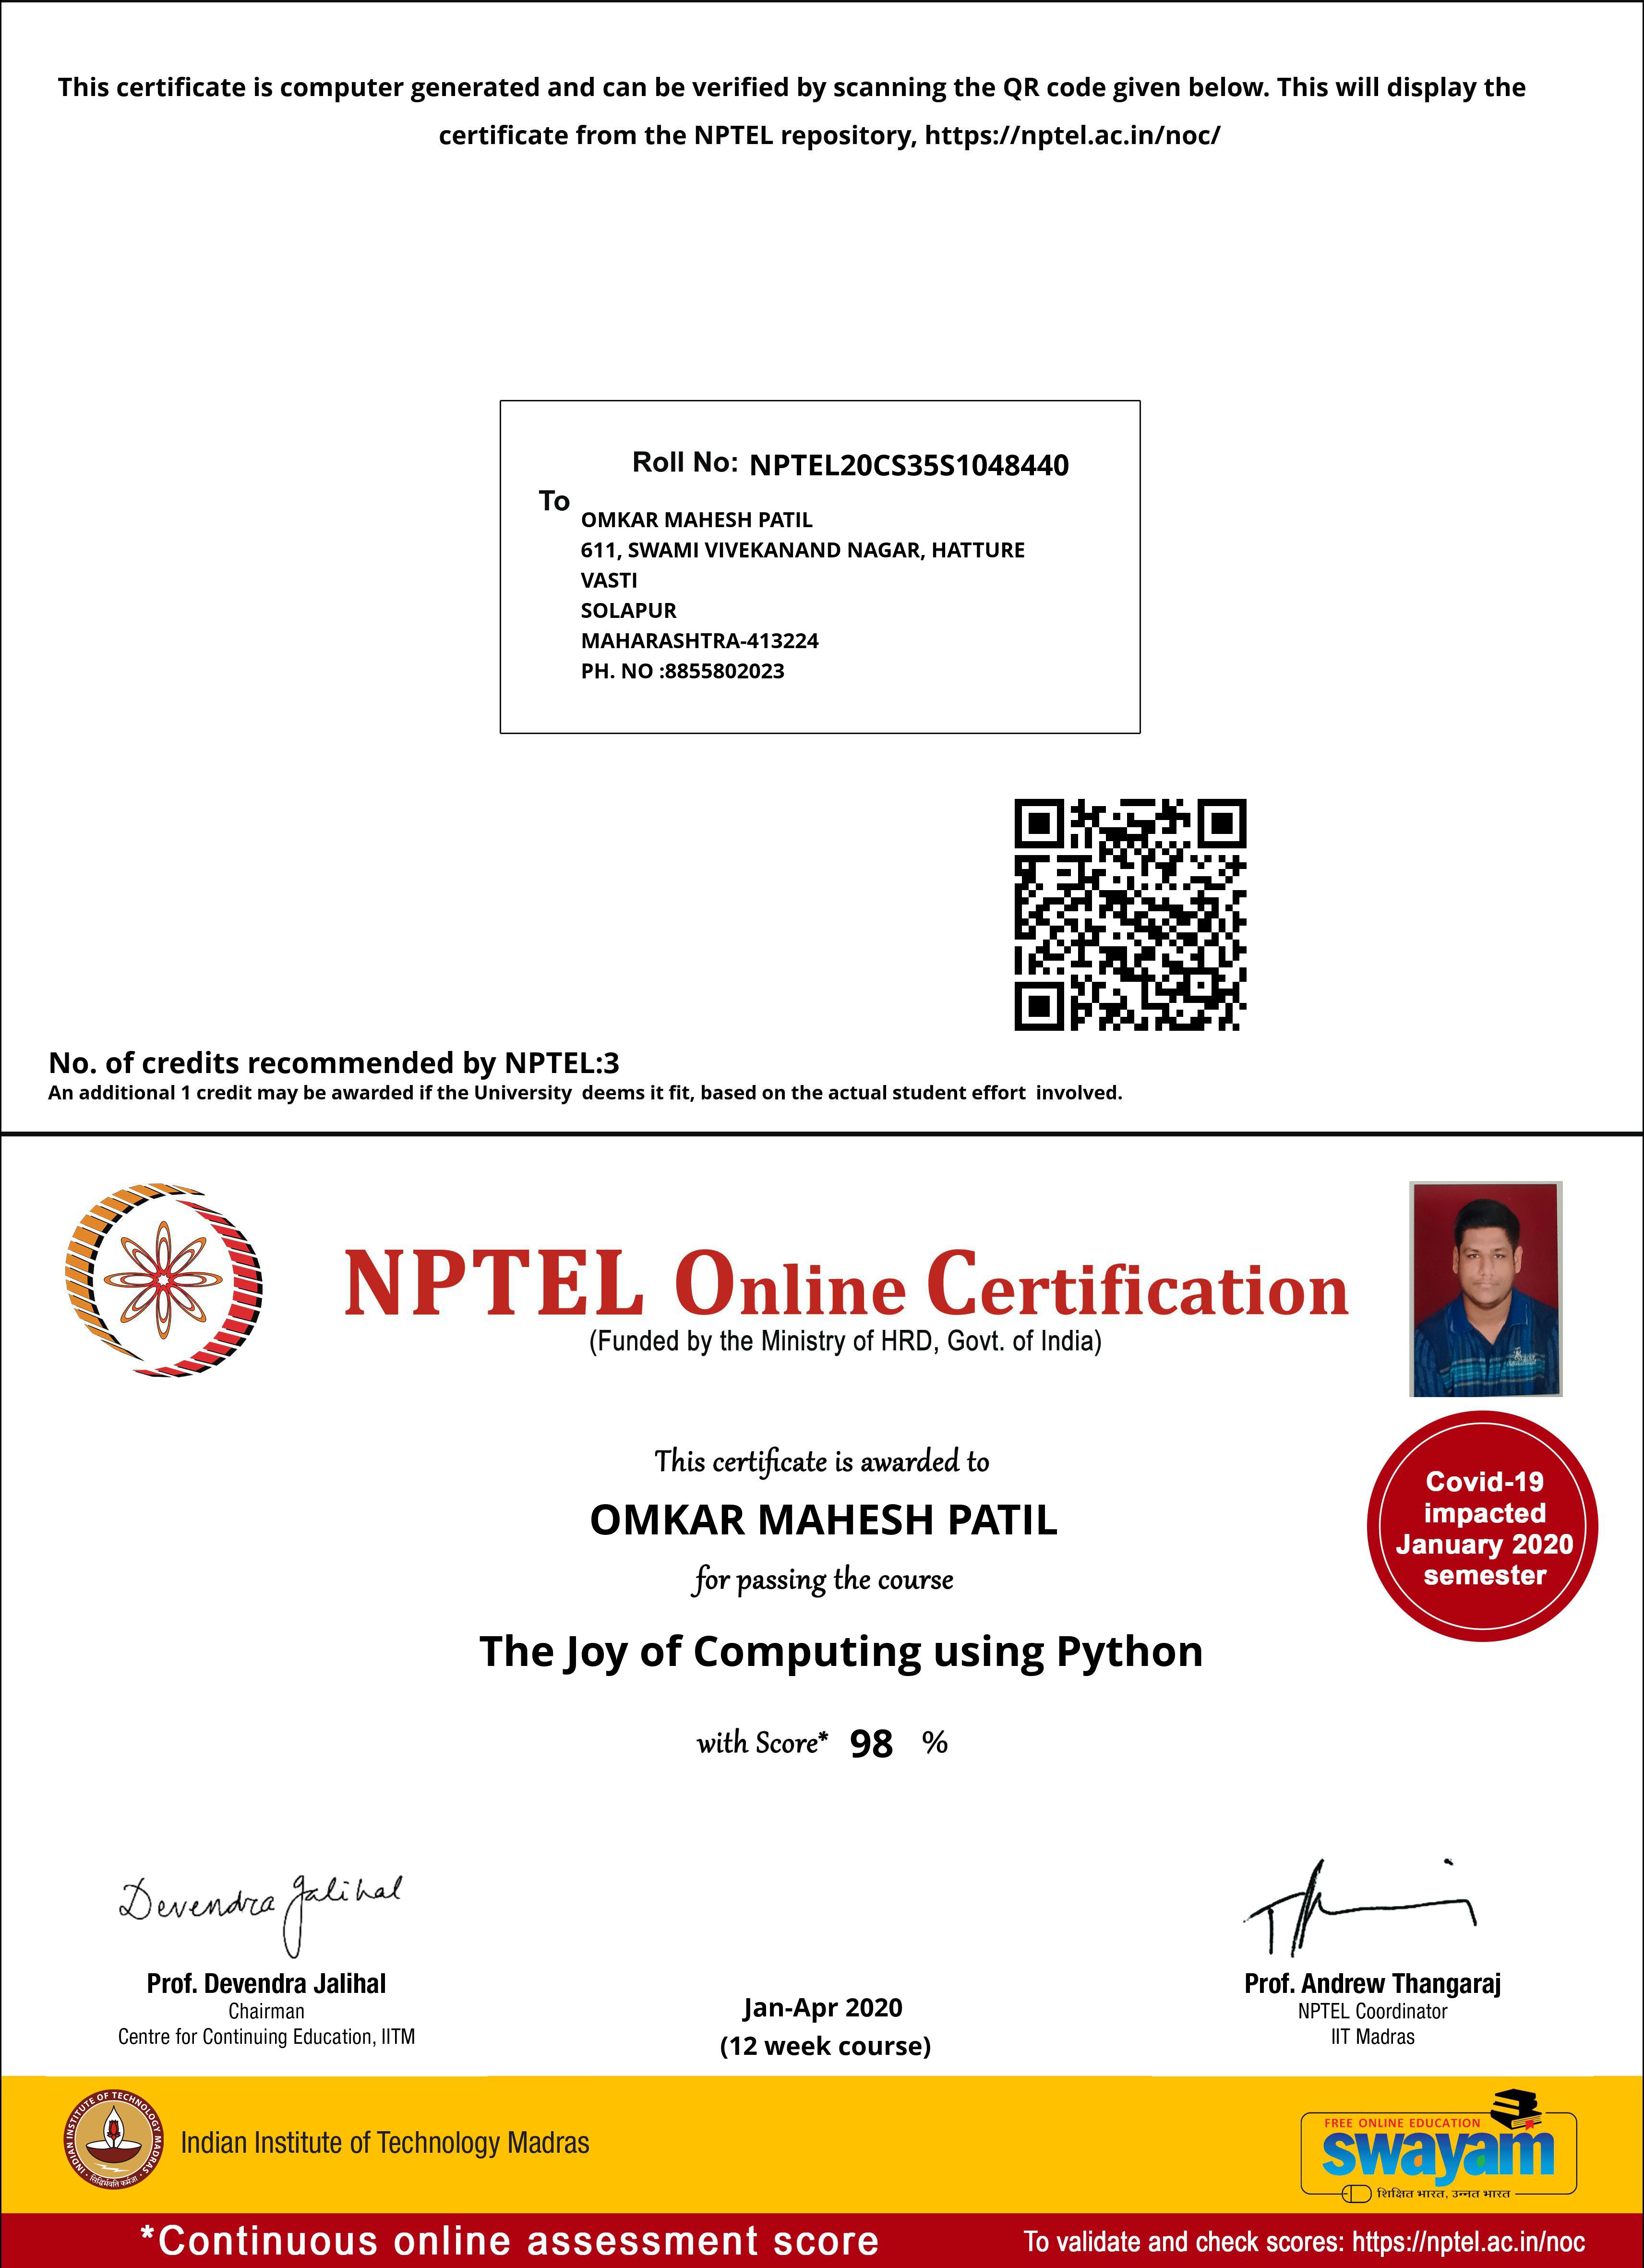 This certificate is computer generated and can be verified by scanning the QR code given below. This will display the
certificate from the NPTEL repository, https://nptel.ac.in/noc/
Roll No: NPTEL20CS35S1048440
To
OMKAR MAHESH PATIL
611, SWAMI VIVEKANAND NAGAR, HATTURE
VASTI
SOLAPUR
MAHARASHTRA-413224
PH. NO :8855802023
No. of credits recommended by NPTEL:3
An additional 1 credit may be awarded if the University deems it fit, based on the actual student effort involved.
NPTEL Online Certification
(Funded by the Ministry of HRD, Govt. of India)
This certificate is awarded to
OMKAR MAHESH PATIL
for passing the course
The Joy of Computing using Python
with Score* 98 %
Covid-19
impacted
January 2020
semester
Devendra Jalihal
Prof. Devendra Jalihal
Chairman
Centre for Continuing Education, IITM
Jan-Apr 2020
(12 week course)
Prof. Andrew Thangaraj
NPTEL Coordinator
IIT Madras
INDIAN INSTITUTE OF TECHNOLOGY MADRAS
सिद्धिर्भवति कर्मजा
Indian Institute of Technology Madras
FREE ONLINE EDUCATION
swayam
शिक्षित भारत, उन्नत भारत
*Continuous online assessment score
To validate and check scores: https://nptel.ac.in/noc